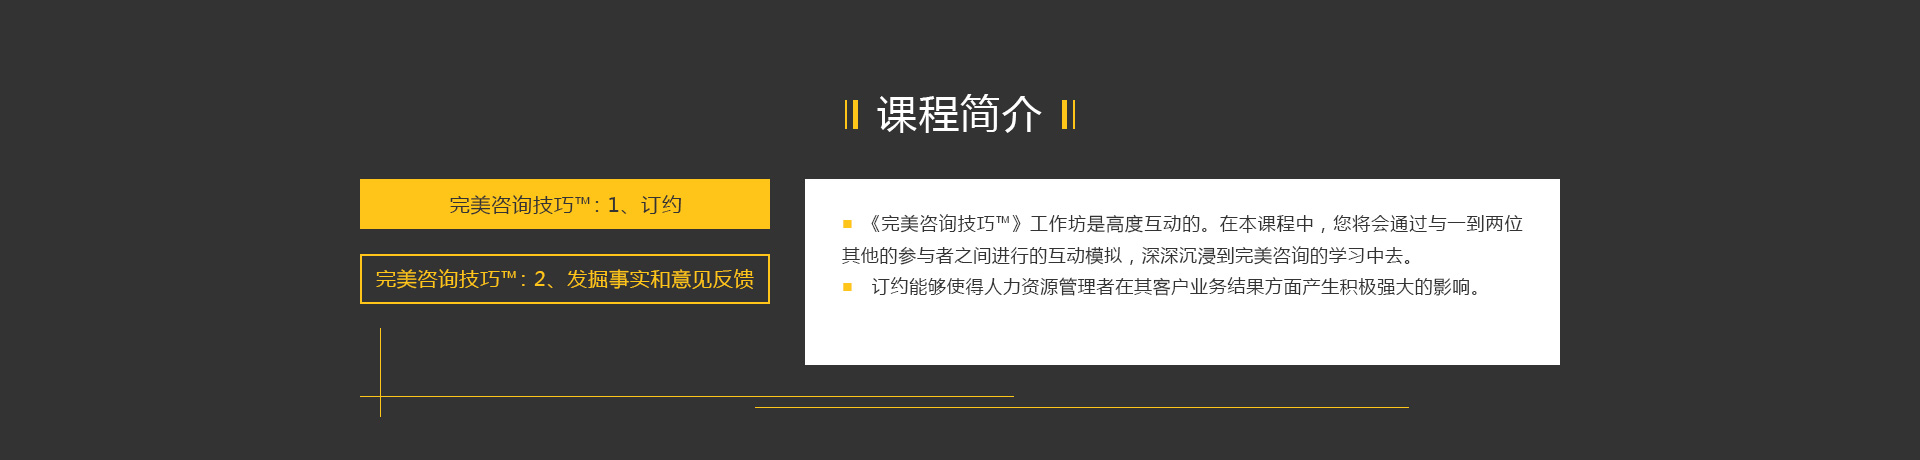 课程简介
完美咨询技巧™: 1、订约
完美咨询技巧™: 2、发掘事实和意见反馈
《完美咨询技巧™》工作坊是高度互动的。在本课程中，您将会通过与一到两位
其他的参与者之间进行的互动模拟，深深沉浸到完美咨询的学习中去。
订约能够使得人力资源管理者在其客户业务结果方面产生积极强大的影响。